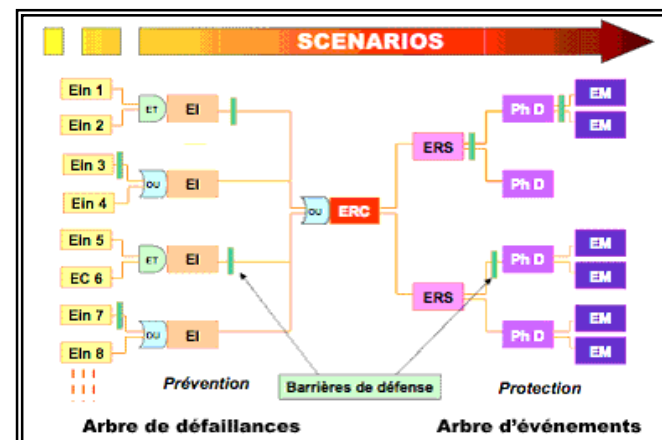 SCENARIOS
Ein 1
Ein 2
ET
EI
Ein 3
Ein 4
OU
EI
Ein 5
EC 6
ET
EI
Ein 7
Ein 8
OU
EI
OU
ERC
ERS
ERS
Ph D
Ph D
Ph D
Ph D
EM
EM
EM
EM
EM
EM
Prévention
Barrières de défense
Protection
Arbre de défaillances
Arbre d'événements